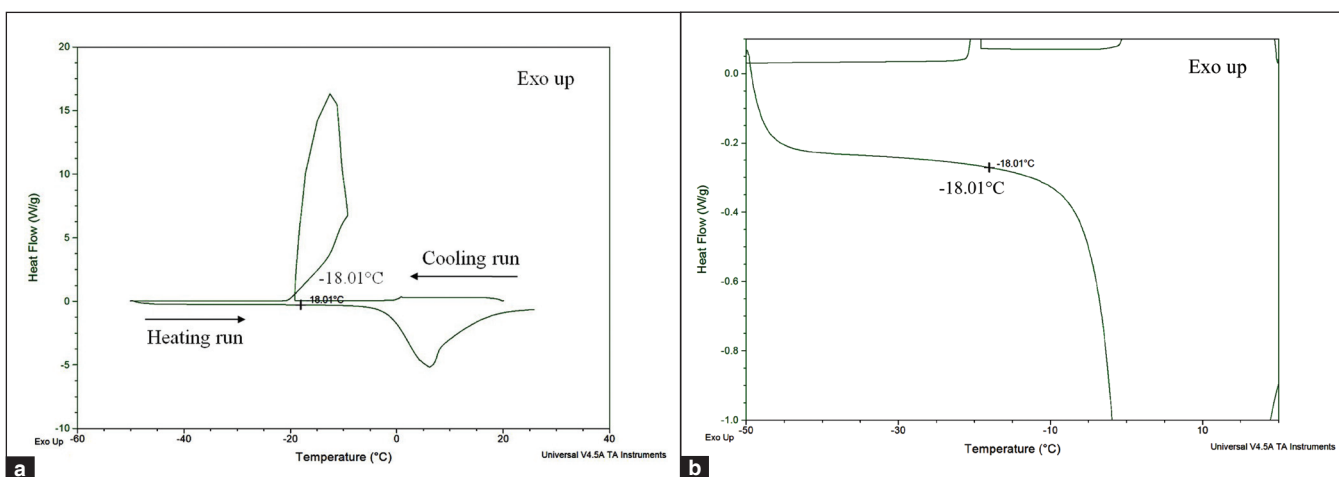 20
15
10
5
0
-5
-10
Heat Flow (W/g)
Exo up
-18.01°C
18.01°C
Cooling run
Heating run
-60
-40
-20
0
20
40
Exo Up
Temperature (°C)
Universal V4.5A TA Instruments
a
0.0
-0.2
-0.4
-0.6
-0.8
-1.0
Heat Flow (W/g)
Exo up
-18.01°C
-18.01°C
-50
-30
-10
10
Exo Up
Temperature (°C)
Universal V4.5A TA Instruments
b